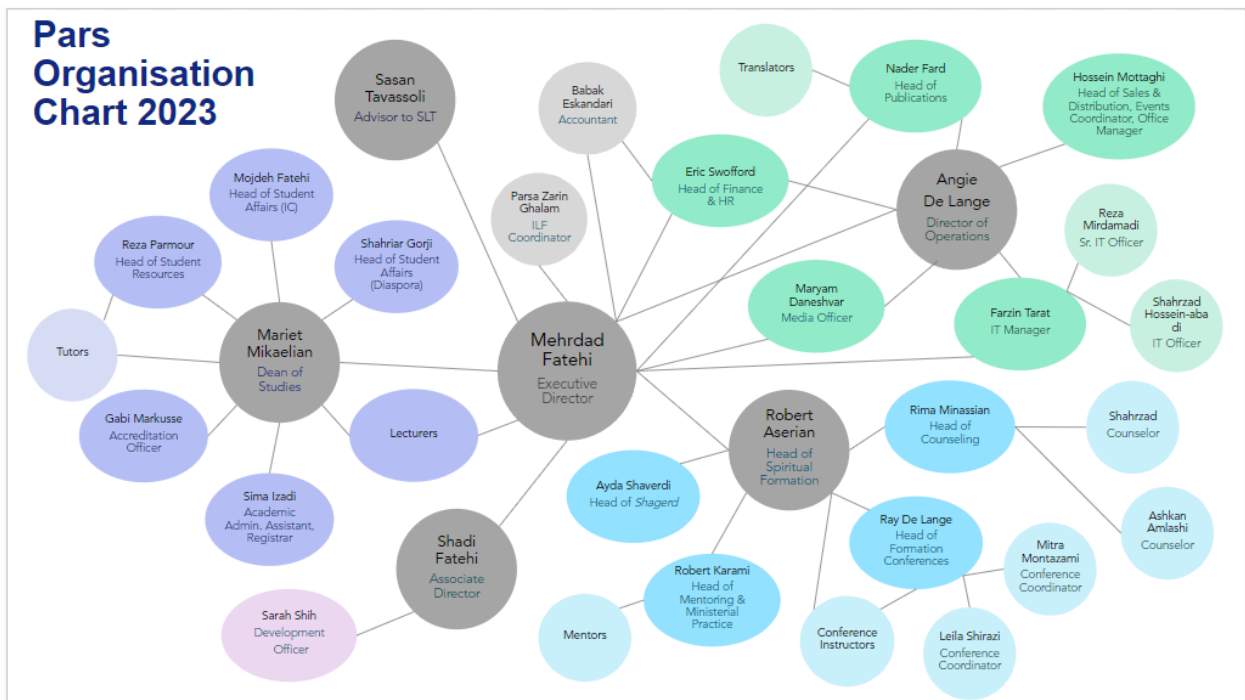 Pars
Organisation
Chart 2023
Sasan
Tavassoli
Advisor to SLT
Babak
Eskandari
Accountant
Translators
Nader Fard
Head of
Publications
Hossein Mottaghi
Head of Sales &
Distribution, Events
Coordinator, Office
Manager
Mojdeh Fatehi
Head of Student
Affairs (IC)
Parsa Zarin
Ghalam
ILF
Coordinator
Eric Swofford
Head of Finance
& HR
Angie
De Lange
Director of
Operations
Reza
Mirdamadi
Sr. IT Officer
Reza Parmour
Head of Student
Resources
Shahriar Gorji
Head of Student
Affairs
(Diaspora)
Maryam
Daneshvar
Media Officer
Farzin Tarat
IT Manager
Shahrzad
Hossein-aba
di
IT Officer
Tutors
Mariet
Mikaelian
Dean of
Studies
Mehrdad
Fatehi
Executive
Director
Gabi Markusse
Accreditation
Officer
Lecturers
Robert
Aserian
Head of
Spiritual
Formation
Rima Minassian
Head of
Counseling
Shahrzad
Counselor
Sima Izadi
Academic
Admin. Assistant,
Registrar
Ayda Shaverdi
Head of Shagerd
Ray De Lange
Head of
Formation
Conferences
Ashkan
Amlashi
Counselor
Shadi
Fatehi
Associate
Director
Mitra
Montazami
Conference
Coordinator
Robert Karami
Head of
Mentoring &
Ministerial
Practice
Sarah Shih
Development
Officer
Mentors
Conference
Instructors
Leila Shirazi
Conference
Coordinator